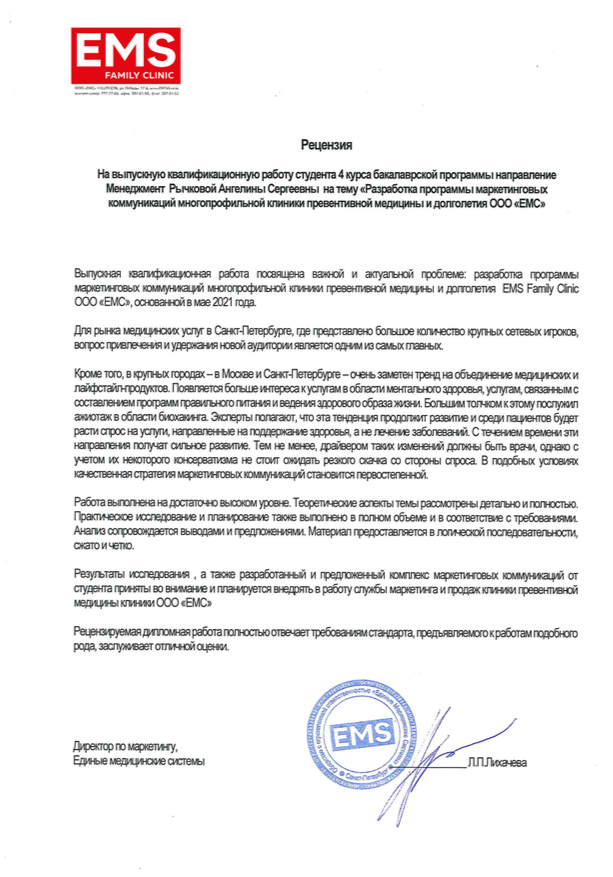 EMS
FAMILY CLINIC
Рецензия
На выпускную квалификационную работу студента 4 курса бакалаврской программы направление
Менеджмент Рычковой Ангелины Сергеевны на тему «Разработка программы маркетинговых
коммуникаций многопрофильной клиники превентивной медицины и долголетия ООО «ЕМС»
Выпускная квалификационная работа посвящена важной и актуальной проблеме: разработка программы
маркетинговых коммуникаций многопрофильной клиники превентивной медицины и долголетия EMS Family Clinic
ООО «ЕМС», основанной в мае 2021 года.
Для рынка медицинских услуг в Санкт-Петербурге, где представлено большое количество крупных сетевых игроков,
вопрос привлечения и удержания новой аудитории является одним из самых главных.
Кроме того, в крупных городах – в Москве и Санкт-Петербурге – очень заметен тренд на объединение медицинских и
лайфстайл-продуктов. Появляется больше интереса к услугам в области ментального здоровья, услугам, связанным с
составлением программ правильного питания и ведения здорового образа жизни. Большим толчком к этому послужил
ажиотаж в области биохакинга. Эксперты полагают, что эта тенденция продолжит развитие и среди пациентов будет
расти спрос на услуги, направленные на поддержание здоровья, а не лечение заболеваний. С течением времени эти
направления получат сильное развитие. Тем не менее, драйвером таких изменений должны быть врачи, однако с
учетом их некоторого консерватизма не стоит ожидать резкого скачка со стороны спроса. В подобных условиях
качественная стратегия маркетинговых коммуникаций становится первостепенной.
Работа выполнена на достаточно высоком уровне. Теоретические аспекты темы рассмотрены детально и полностью.
Практическое исследование и планирование также выполнено в полном объеме и в соответствие с требованиями.
Анализ сопровождается выводами и предложениями. Материал предоставляется в логической последовательности,
сжато и четко.
Результаты исследования , а также разработанный и предложенный комплекс маркетинговых коммуникаций от
студента приняты во внимание и планируется внедрять в работу службы маркетинга и продаж клиники превентивной
медицины клиники ООО «ЕМС»
Рецензируемая дипломная работа полностью отвечает требованиям стандарта, предъявляемого к работам подобного
рода, заслуживает отличной оценки.
EMS
Санкт-Петербург
Директор по маркетингу,
Единые медицинские системы
Л.П.Лихачева